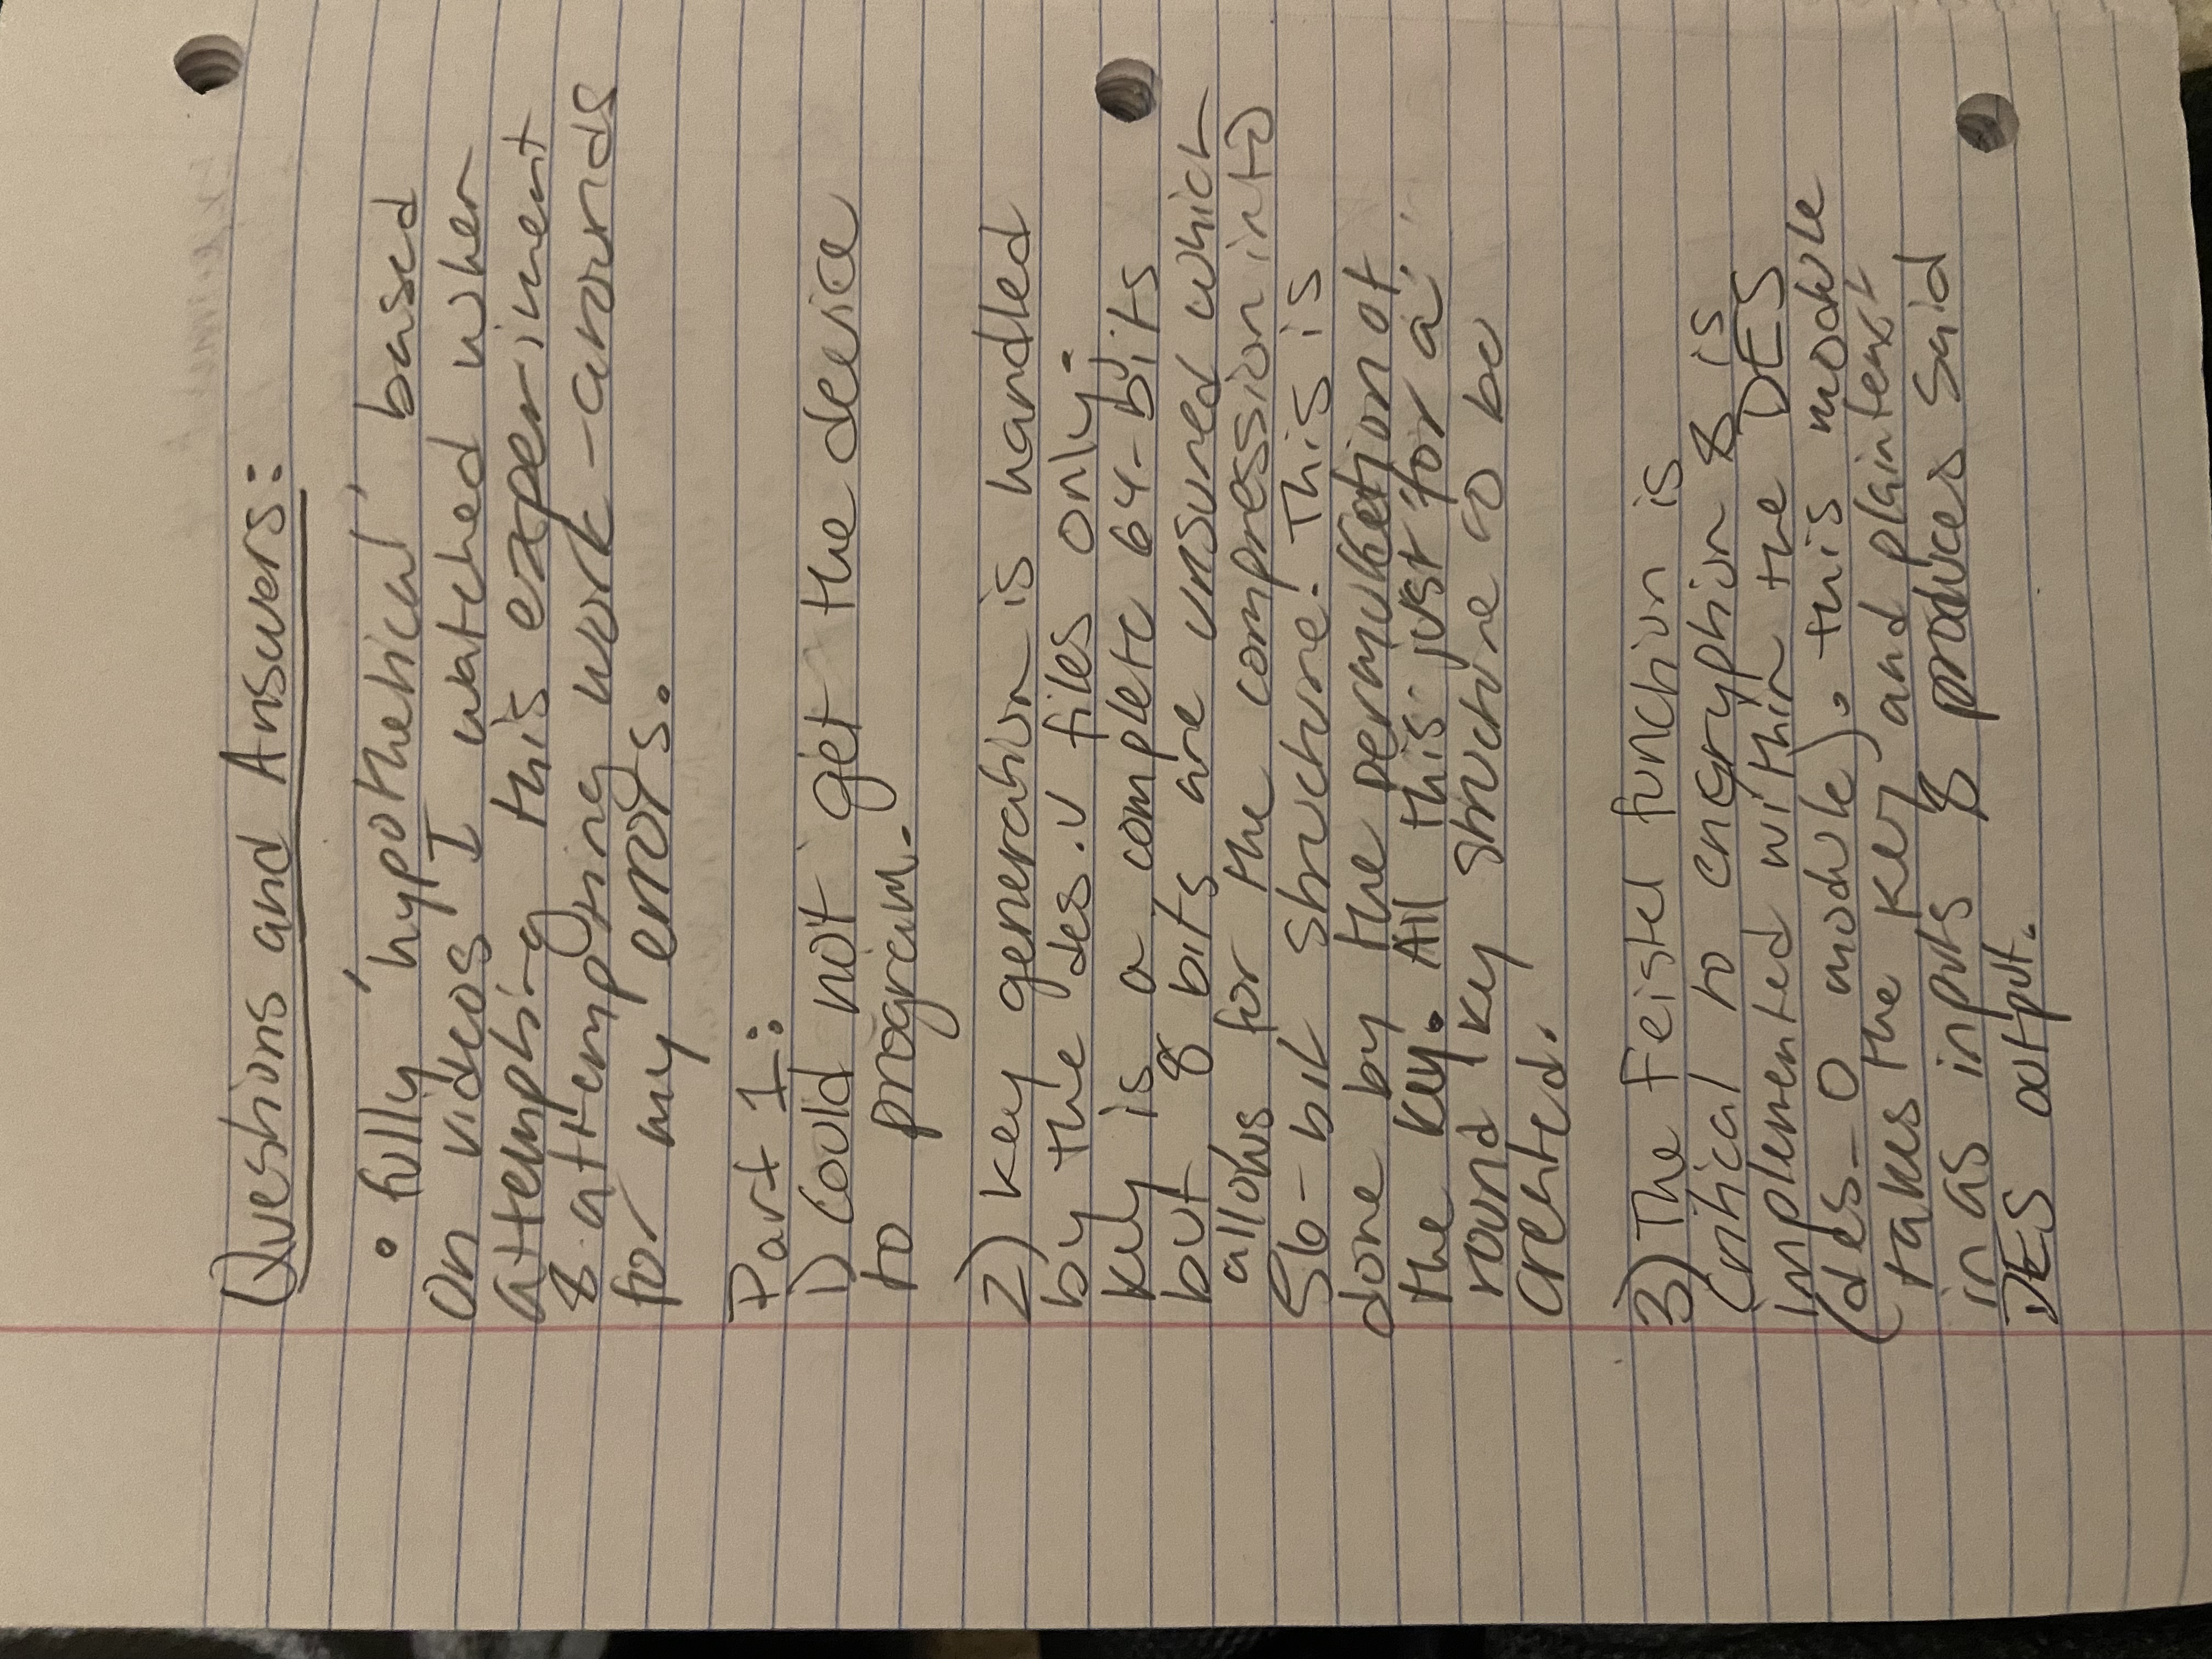 Questions and Answers:
• fully 'hypothetical' based
on videos I watched when
attempting this experiment
& attempting work-arounds
for my errors.
Part 1:
1) Could not get the device
to program.
2) Key generation is handled
by the des.v files only;
key is a complete 64-bits
but 8 bits are unsured which
allows for the compression into
56-bit structure. This is
done by the permutation of
the key. All this just for a
round key structure to be
created.
3) The Feistel function is
critical to encryption & is
implemented within the DES
(des_0 module). this module
takes the key and plaintext
in as inputs & produces said
DES output.